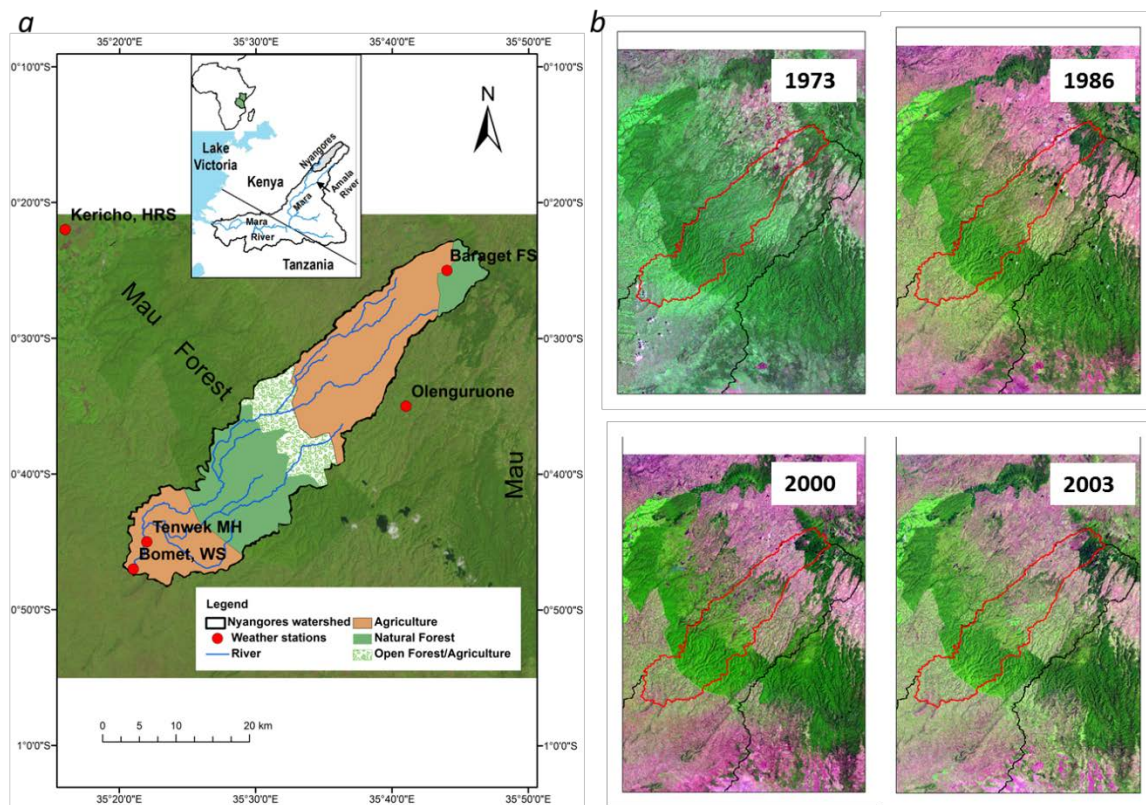 a
35°20'0"E 35°30'0"E 35°40'0"E 35°50'0"E
0°10'0"S
0°20'0"S
0°30'0"S
0°40'0"S
0°50'0"S
1°0'0"S
N
Lake
Victoria
Kenya
Nyangores
Amala River
Mara
Mara
River
Tanzania
Kericho, HRS
Baraget FS
Mau
Forest
Olenguruone
Mau
Tenwek MH
Bomet, WS
Legend
Nyangores watershed
Weather stations
River
Agriculture
Natural Forest
Open Forest/Agriculture
0 5 10 20 km
0°10'0"S
0°20'0"S
0°30'0"S
0°40'0"S
0°50'0"S
1°0'0"S
35°20'0"E 35°30'0"E 35°40'0"E 35°50'0"E
b
1973
1986
2000
2003